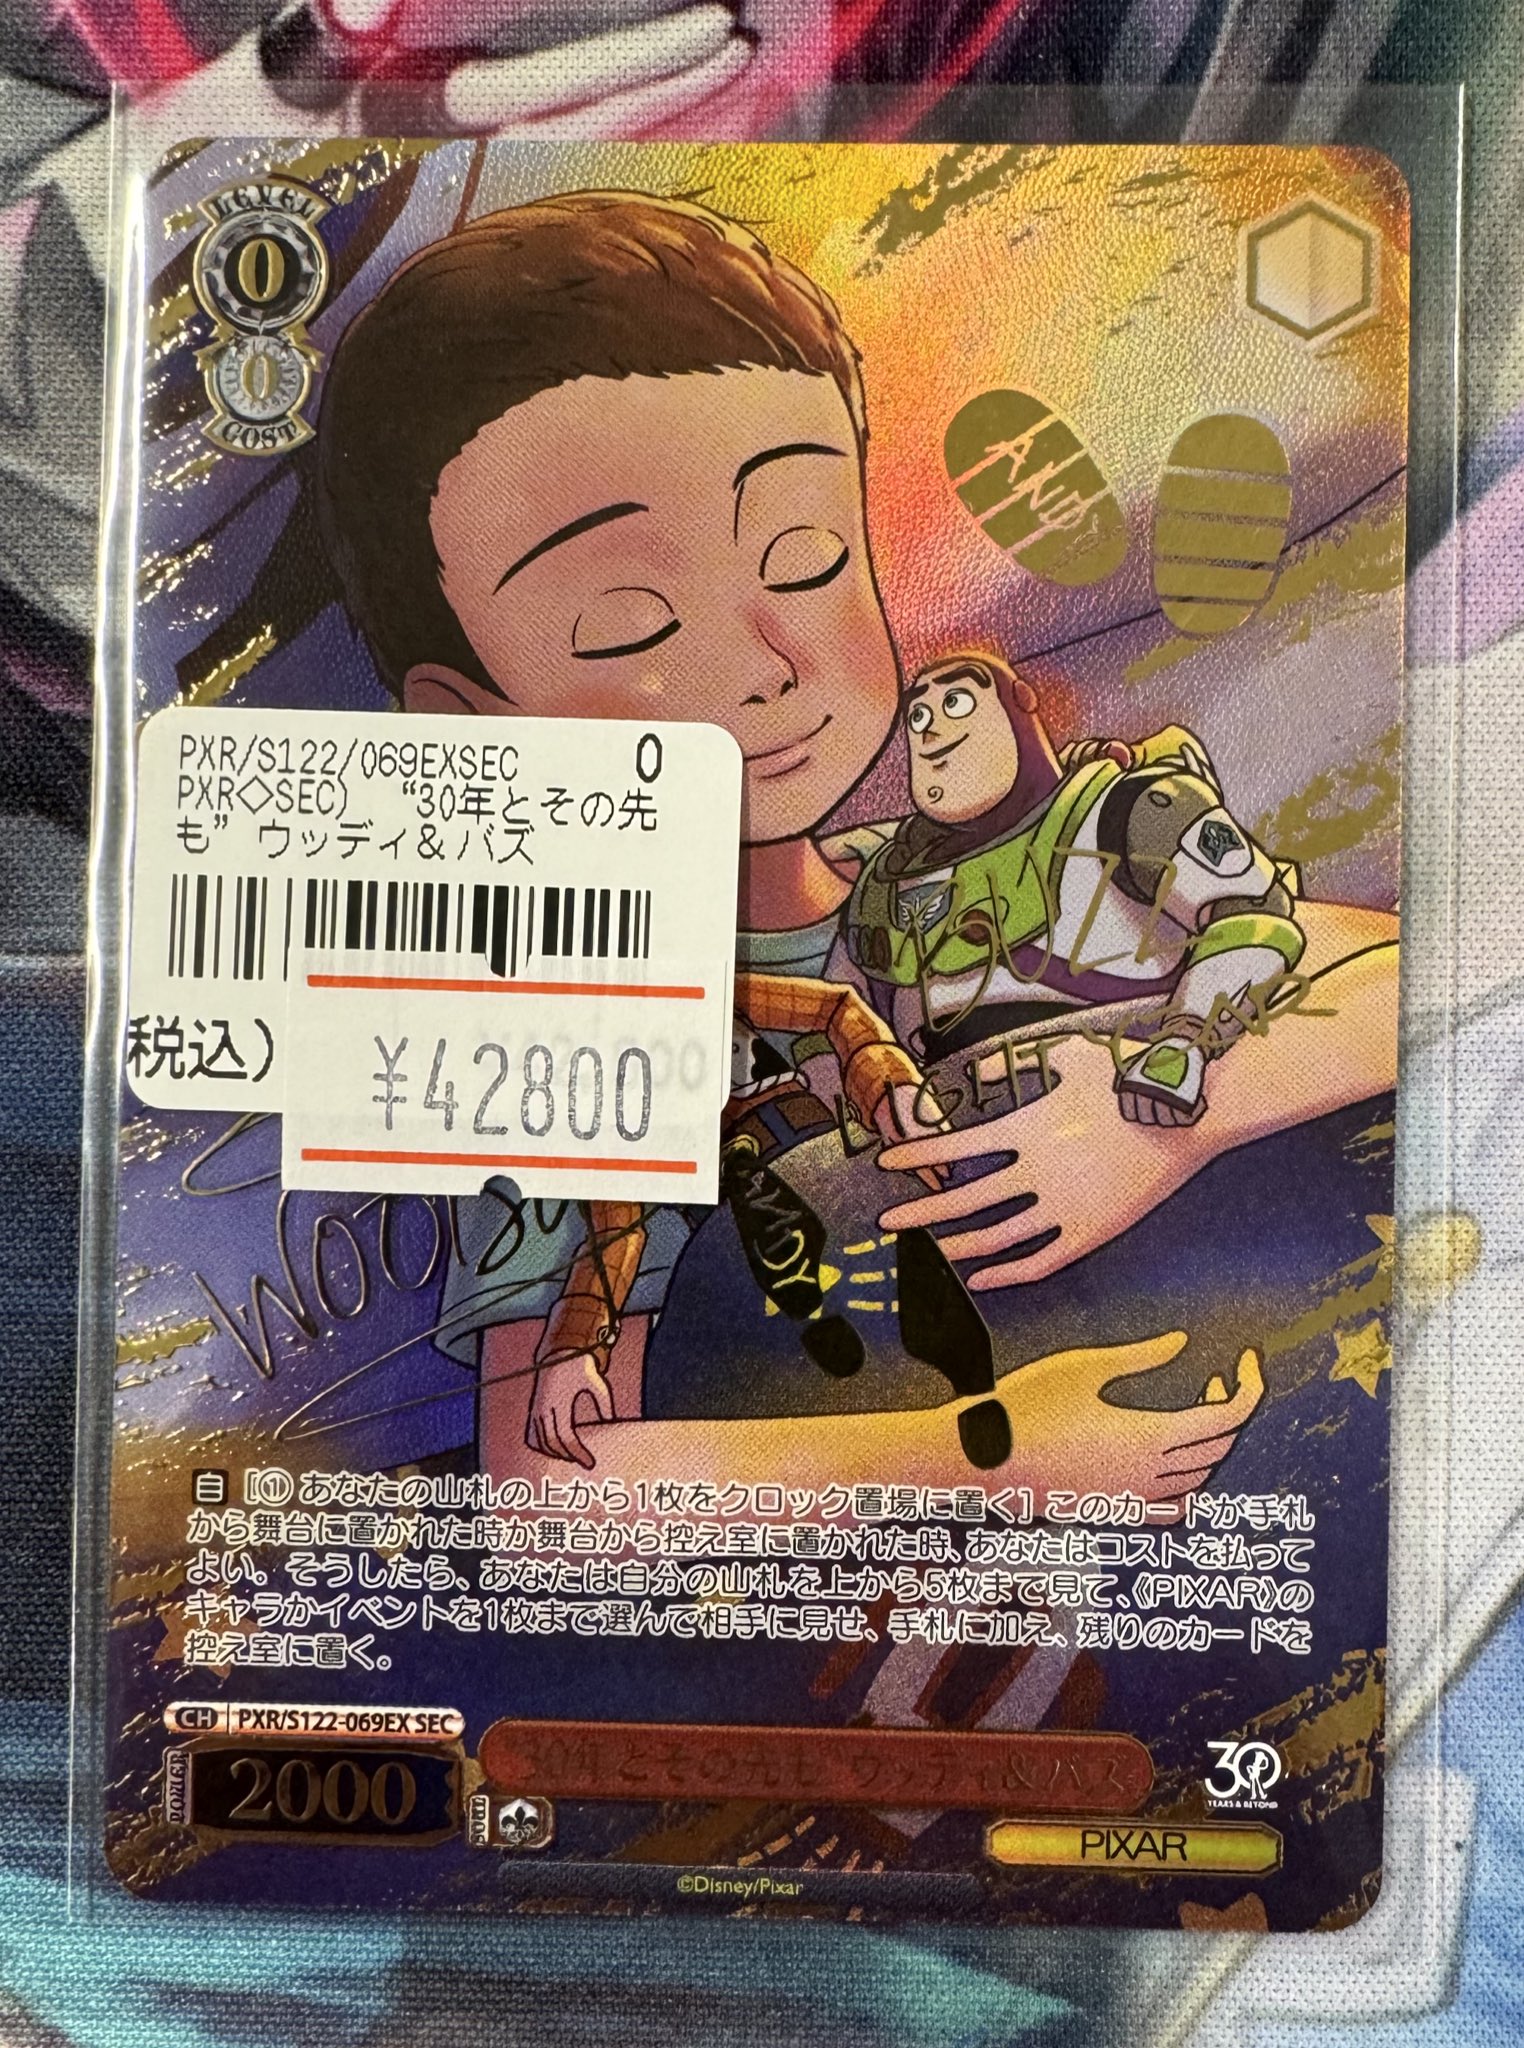 LEVEL
0
0
COST
ANDY
PXR/S122/069EXSEC 0
PXR◇SEC) “30年とその先
も” ウッディ&バズ
税込)
¥42800
BUZZ
LIGHTYEAR
ANDY
WOODY
自 [① あなたの山札の上から1枚をクロック置場に置く] このカードが手札
から舞台に置かれた時か舞台から控え室に置かれた時、あなたはコストを払って
よい。そうしたら、あなたは自分の山札を上から5枚まで見て、《PIXAR》の
キャラかイベントを1枚まで選んで相手に見せ、手札に加え、残りのカードを
控え室に置く。
CH PXR/S122-069EX SEC
POWER 2000
“30年とその先も”ウッディ&バズ
30
YEARS & BEYOND
SOUL
PIXAR
©Disney/Pixar